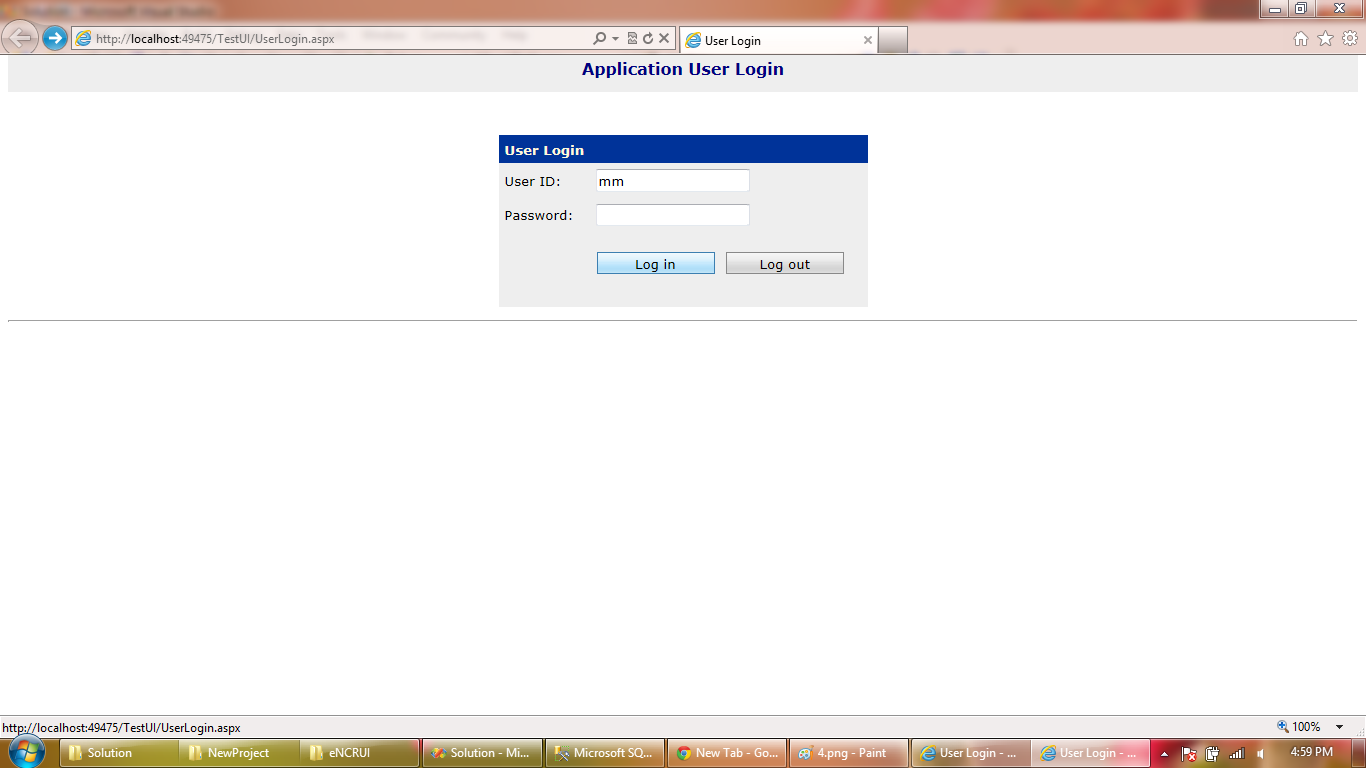 http://localhost:49475/TestUI/UserLogin.aspx
User Login
Application User Login
User Login
User ID: mm
Password:
Log in Log out
http://localhost:49475/TestUI/UserLogin.aspx
100%
Solution NewProject eNCRUI Solution - Mi... Microsoft SQ... New Tab - Go... 4.png - Paint User Login - ... User Login - ... 4:59 PM